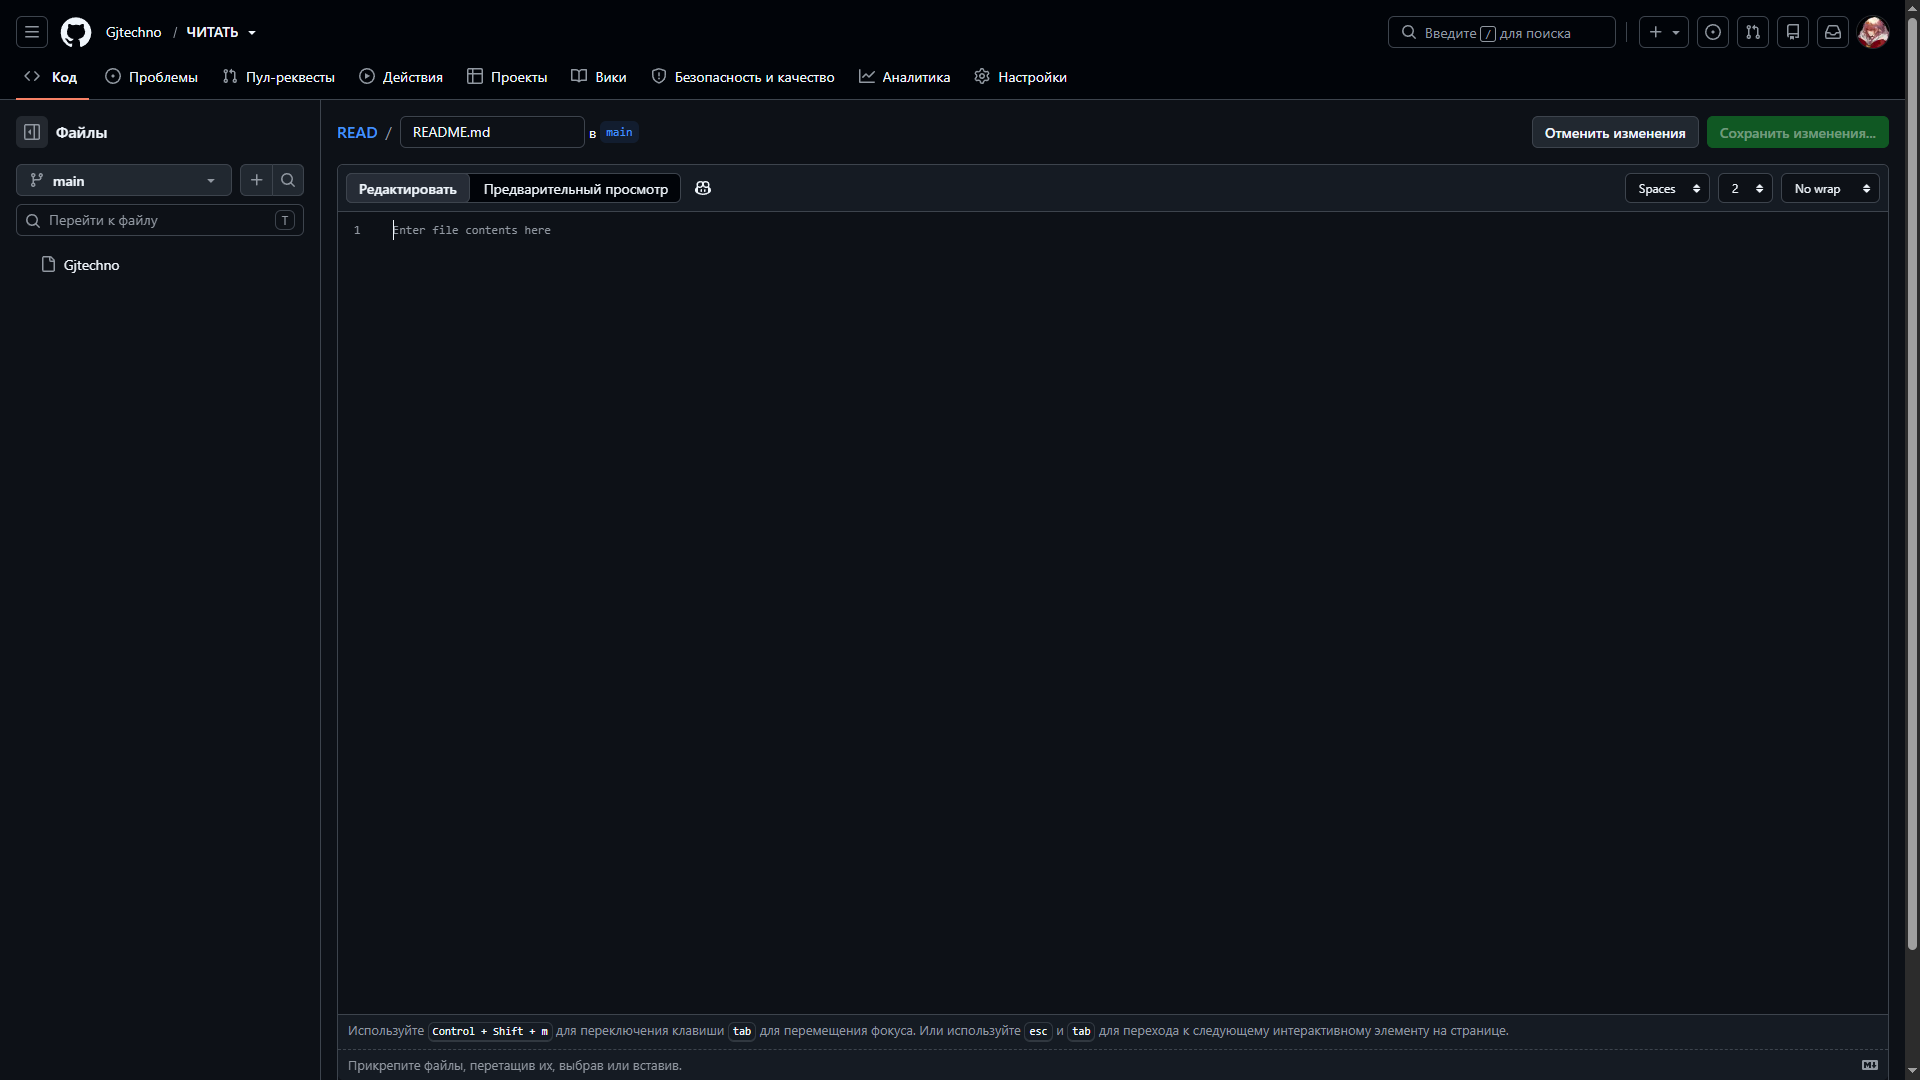 Gjtechno / ЧИТАТЬ
Введите / для поиска
Код Проблемы Пул-реквесты Действия Проекты Вики Безопасность и качество Аналитика Настройки
Файлы
main
Перейти к файлу T
Gjtechno
READ / README.md в main
Отменить изменения Сохранить изменения...
Редактировать Предварительный просмотр
Spaces 2 No wrap
1 Enter file contents here
Используйте Control + Shift + m для переключения клавиши tab для перемещения фокуса. Или используйте esc и tab для перехода к следующему интерактивному элементу на странице.
Прикрепите файлы, перетащив их, выбрав или вставив.